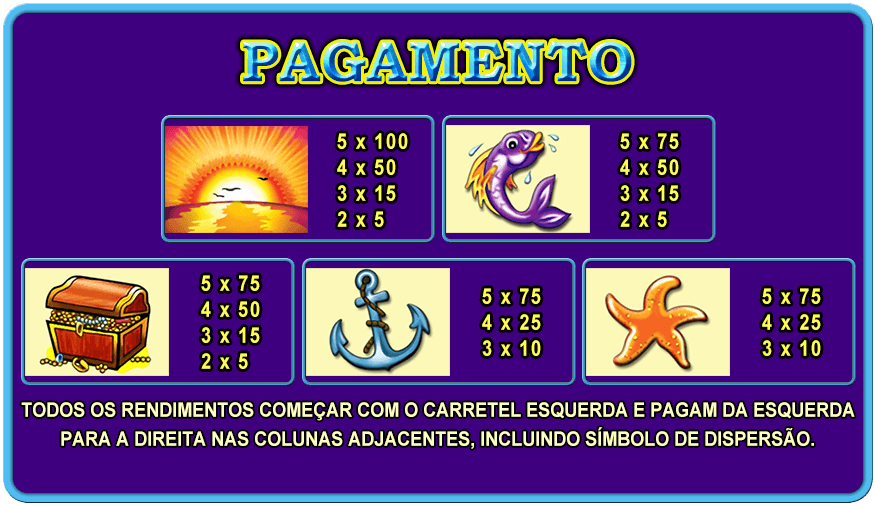 PAGAMENTO
5 x 100
4 x 50
3 x 15
2 x 5
5 x 75
4 x 50
3 x 15
2 x 5
5 x 75
4 x 50
3 x 15
2 x 5
5 x 75
4 x 25
3 x 10
5 x 75
4 x 25
3 x 10
TODOS OS RENDIMENTOS COMEÇAR COM O CARRETEL ESQUERDA E PAGAM DA ESQUERDA
PARA A DIREITA NAS COLUNAS ADJACENTES, INCLUINDO SÍMBOLO DE DISPERSÃO.